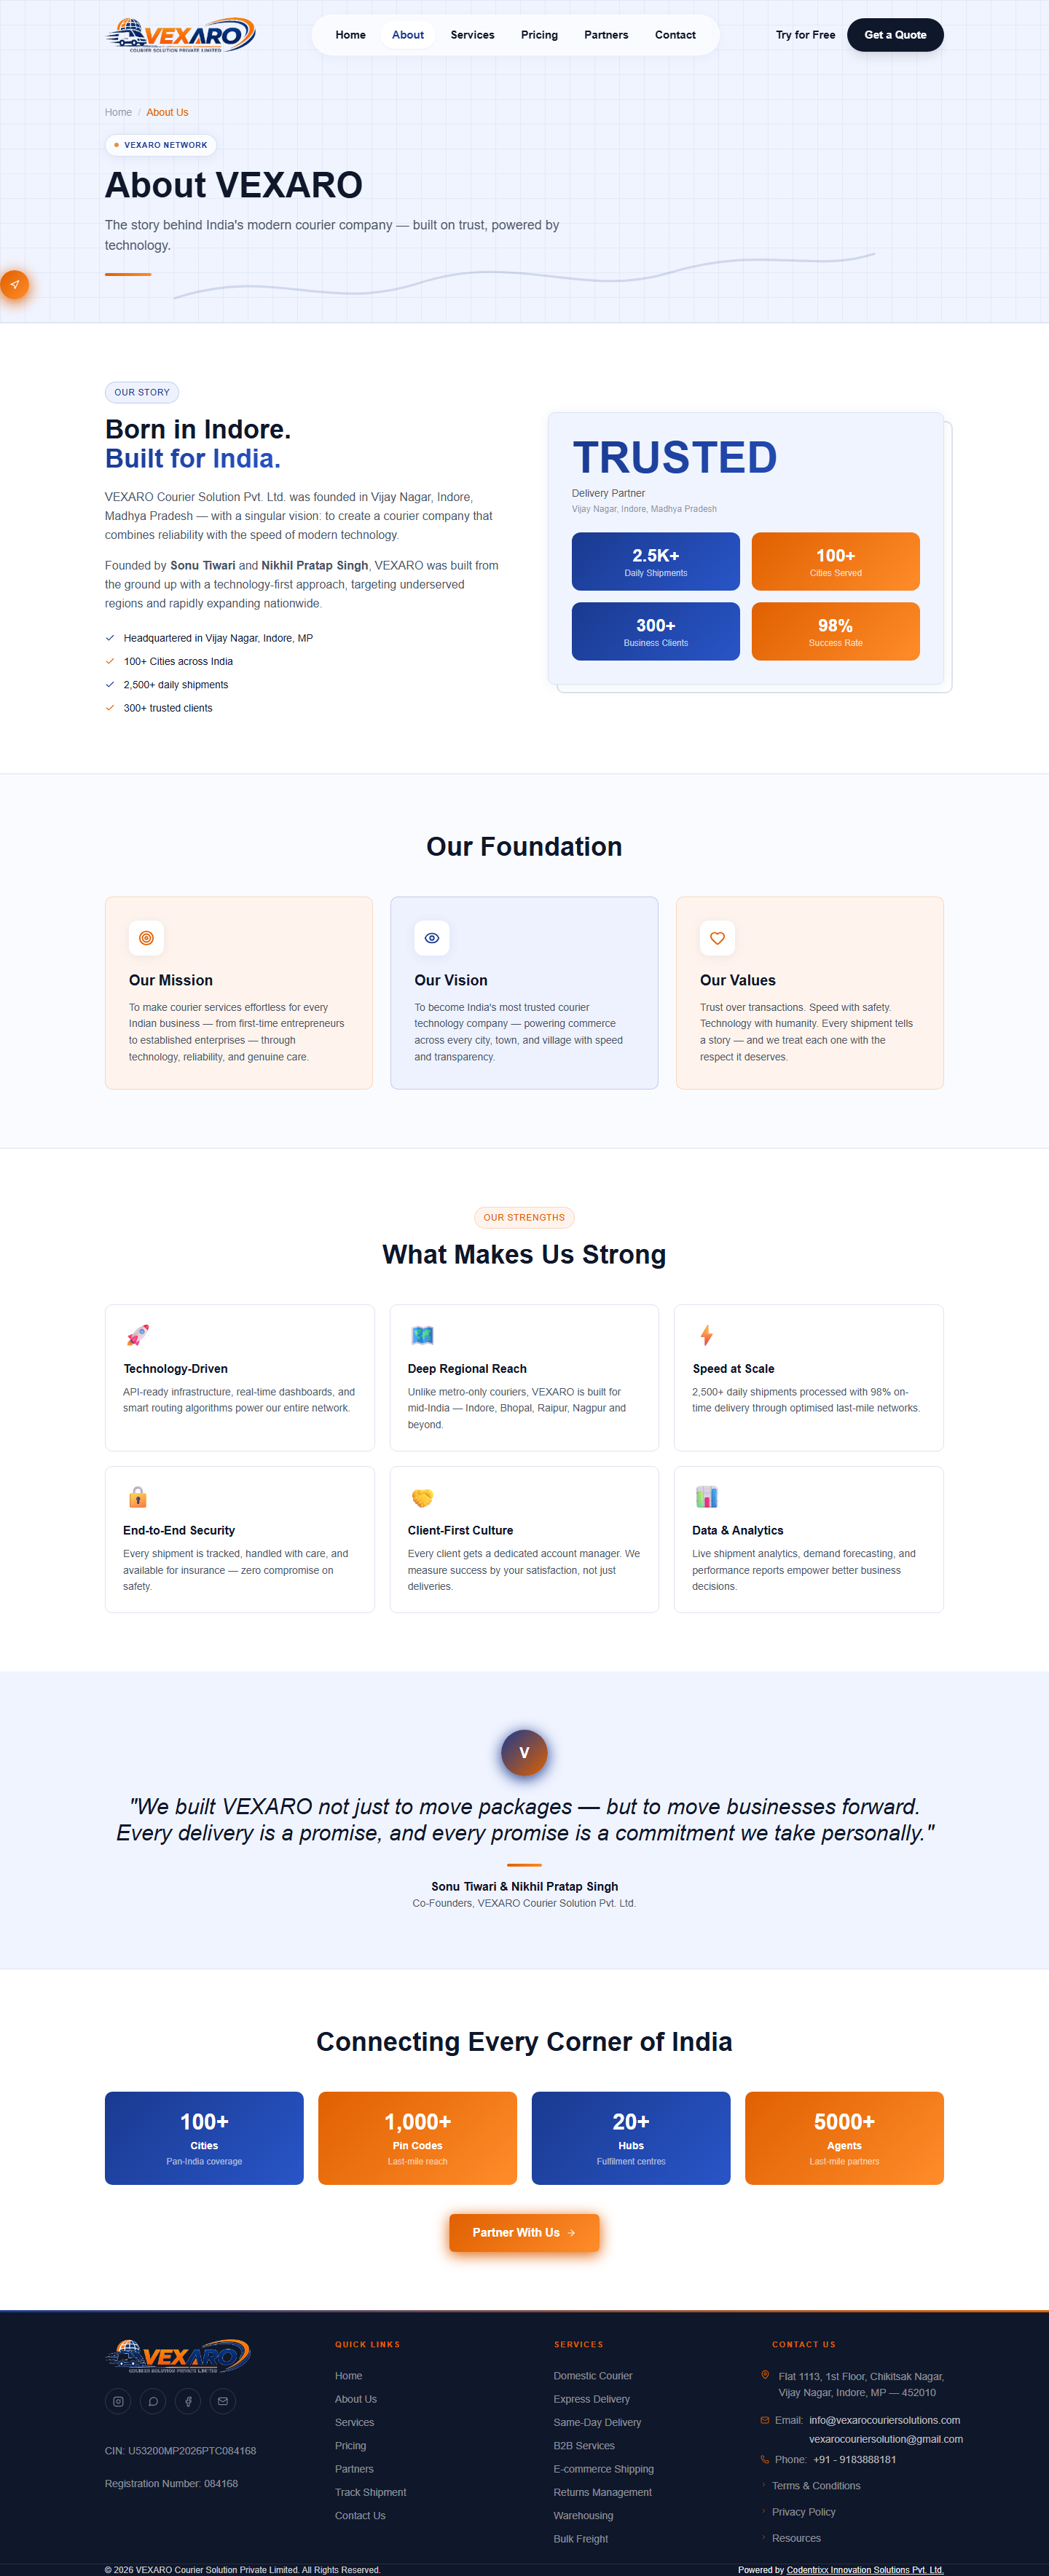 VEXARO
COURIER SOLUTION PRIVATE LIMITED
Home
About
Services
Pricing
Partners
Contact
Try for Free
Get a Quote
Home / About Us
VEXARO NETWORK
About VEXARO
The story behind India's modern courier company — built on trust, powered by
technology.
OUR STORY
Born in Indore.
Built for India.
VEXARO Courier Solution Pvt. Ltd. was founded in Vijay Nagar, Indore,
Madhya Pradesh — with a singular vision: to create a courier company that
combines reliability with the speed of modern technology.
Founded by Sonu Tiwari and Nikhil Pratap Singh, VEXARO was built from
the ground up with a technology-first approach, targeting underserved
regions and rapidly expanding nationwide.
Headquartered in Vijay Nagar, Indore, MP
100+ Cities across India
2,500+ daily shipments
300+ trusted clients
TRUSTED
Delivery Partner
Vijay Nagar, Indore, Madhya Pradesh
2.5K+
Daily Shipments
100+
Cities Served
300+
Business Clients
98%
Success Rate
Our Foundation
Our Mission
To make courier services effortless for every
Indian business — from first-time entrepreneurs
to established enterprises — through
technology, reliability, and genuine care.
Our Vision
To become India's most trusted courier
technology company — powering commerce
across every city, town, and village with speed
and transparency.
Our Values
Trust over transactions. Speed with safety.
Technology with humanity. Every shipment tells
a story — and we treat each one with the
respect it deserves.
OUR STRENGTHS
What Makes Us Strong
Technology-Driven
API-ready infrastructure, real-time dashboards, and
smart routing algorithms power our entire network.
Deep Regional Reach
Unlike metro-only couriers, VEXARO is built for
mid-India — Indore, Bhopal, Raipur, Nagpur and
beyond.
Speed at Scale
2,500+ daily shipments processed with 98% on-
time delivery through optimised last-mile networks.
End-to-End Security
Every shipment is tracked, handled with care, and
available for insurance — zero compromise on
safety.
Client-First Culture
Every client gets a dedicated account manager. We
measure success by your satisfaction, not just
deliveries.
Data & Analytics
Live shipment analytics, demand forecasting, and
performance reports empower better business
decisions.
V
"We built VEXARO not just to move packages — but to move businesses forward.
Every delivery is a promise, and every promise is a commitment we take personally."
Sonu Tiwari & Nikhil Pratap Singh
Co-Founders, VEXARO Courier Solution Pvt. Ltd.
Connecting Every Corner of India
100+
Cities
Pan-India coverage
1,000+
Pin Codes
Last-mile reach
20+
Hubs
Fulfilment centres
5000+
Agents
Last-mile partners
Partner With Us
VEXARO
COURIER SOLUTION PRIVATE LIMITED
CIN: U53200MP2026PTC084168
Registration Number: 084168
QUICK LINKS
Home
About Us
Services
Pricing
Partners
Track Shipment
Contact Us
SERVICES
Domestic Courier
Express Delivery
Same-Day Delivery
B2B Services
E-commerce Shipping
Returns Management
Warehousing
Bulk Freight
CONTACT US
Flat 1113, 1st Floor, Chikitsak Nagar,
Vijay Nagar, Indore, MP — 452010
Email: info@vexarocouriersolutions.com
vexarocouriersolution@gmail.com
Phone: +91 - 9183888181
Terms & Conditions
Privacy Policy
Resources
© 2026 VEXARO Courier Solution Private Limited. All Rights Reserved.
Powered by Codentrixx Innovation Solutions Pvt. Ltd.